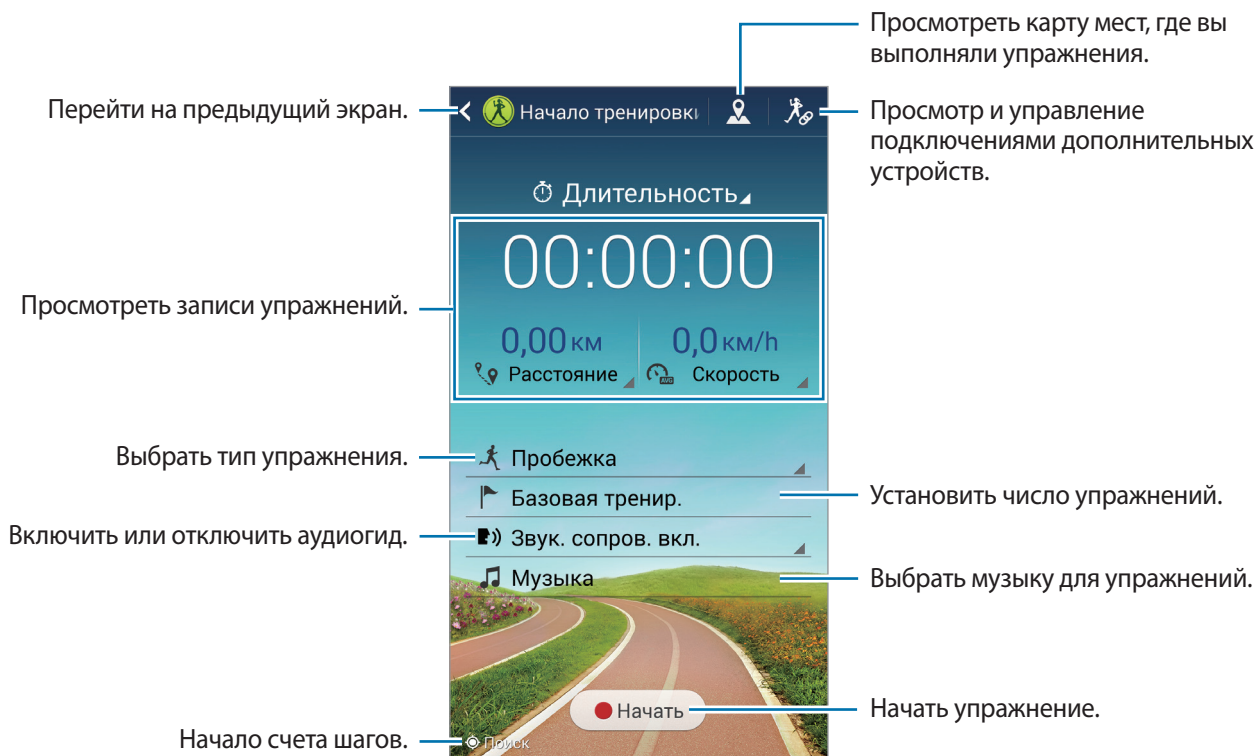 Просмотреть карту мест, где вы
выполняли упражнения.
Перейти на предыдущий экран.
Начало тренировки
Просмотр и управление
подключениями дополнительных
устройств.
Длительность
00:00:00
Просмотреть записи упражнений.
0,00 км
0,0 км/h
Расстояние
AVG
Скорость
Выбрать тип упражнения.
Пробежка
Базовая тренир.
Установить число упражнений.
Включить или отключить аудиогид.
Звук. сопров. вкл.
Музыка
Выбрать музыку для упражнений.
Начать
Начать упражнение.
Начало счета шагов.
Поиск